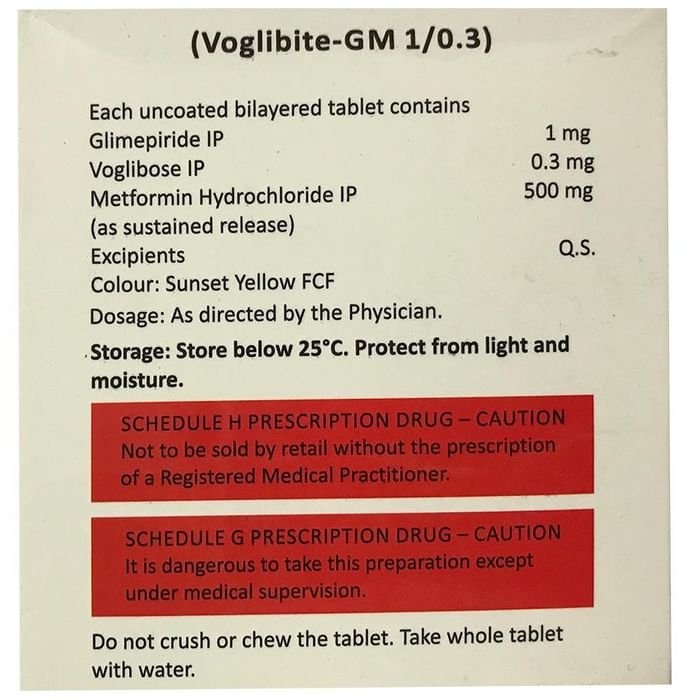 (Voglibite-GM 1/0.3)
Each uncoated bilayered tablet contains
Glimepiride IP 1 mg
Voglibose IP 0.3 mg
Metformin Hydrochloride IP 500 mg
(as sustained release)
Excipients Q.S.
Colour: Sunset Yellow FCF
Dosage: As directed by the Physician.
Storage: Store below 25°C. Protect from light and
moisture.
SCHEDULE H PRESCRIPTION DRUG – CAUTION
Not to be sold by retail without the prescription
of a Registered Medical Practitioner.
SCHEDULE G PRESCRIPTION DRUG – CAUTION
It is dangerous to take this preparation except
under medical supervision.
Do not crush or chew the tablet. Take whole tablet
with water.